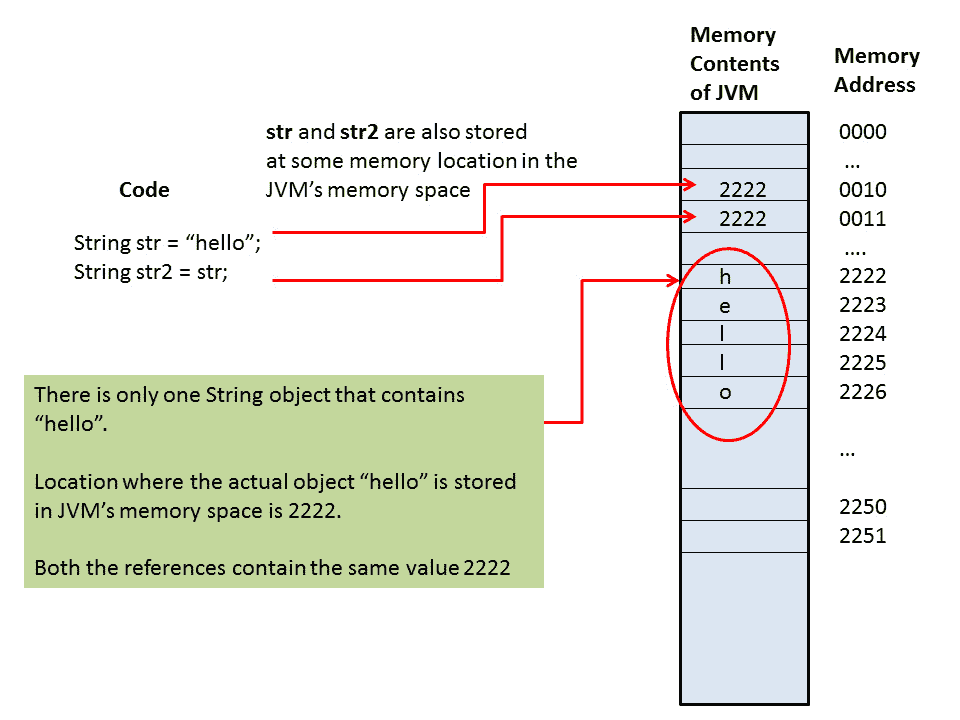 Memory
Contents
of JVM
Memory
Address
str and str2 are also stored
at some memory location in the
JVM’s memory space
Code
String str = “hello”;
String str2 = str;
0000
...
2222 0010
2222 0011
....
h 2222
e 2223
l 2224
l 2225
o 2226
...
2250
2251
There is only one String object that contains
“hello”.
Location where the actual object “hello” is stored
in JVM’s memory space is 2222.
Both the references contain the same value 2222